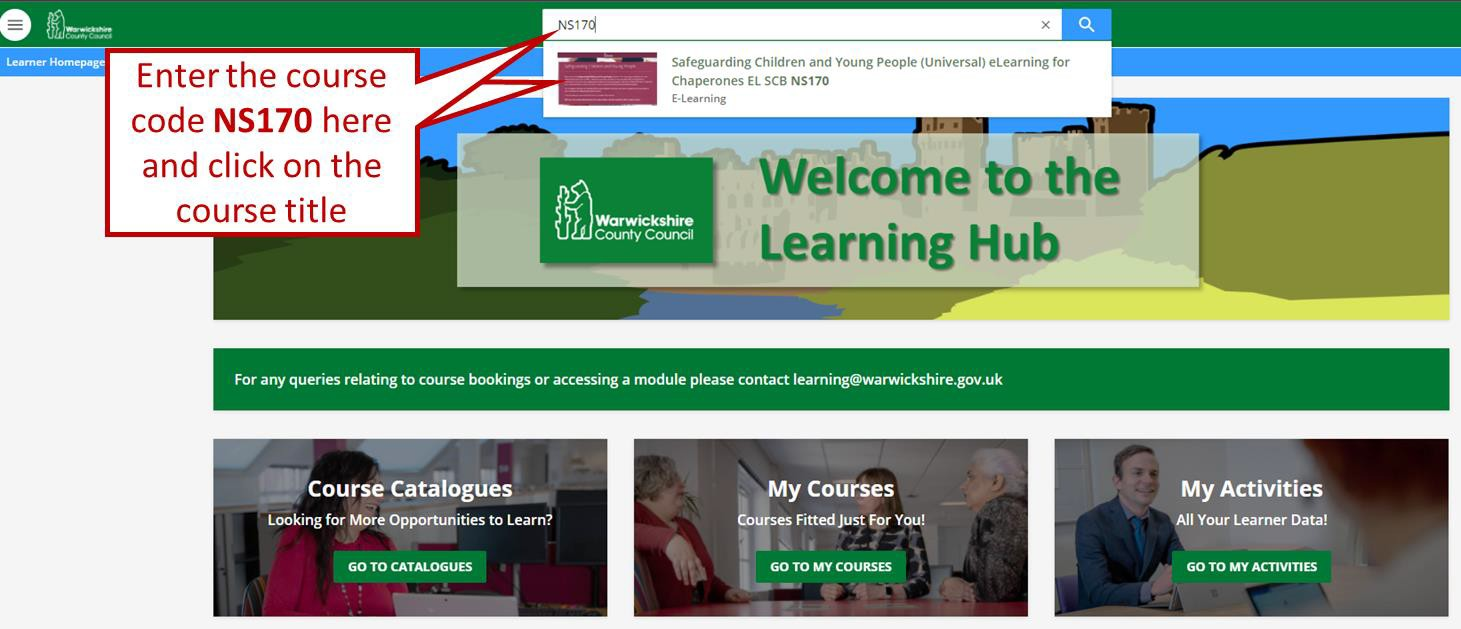 Warwickshire
County Council
NS170
Learner Homepage
Safeguarding Children and Young People (Universal) eLearning for
Chaperones EL SCB NS170
E-Learning
Enter the course
code NS170 here
and click on the
course title
Warwickshire
County Council
Welcome to the
Learning Hub
For any queries relating to course bookings or accessing a module please contact learning@warwickshire.gov.uk
Course Catalogues
Looking for More Opportunities to Learn?
GO TO CATALOGUES
My Courses
Courses Fitted Just For You!
GO TO MY COURSES
My Activities
All Your Learner Data!
GO TO MY ACTIVITIES